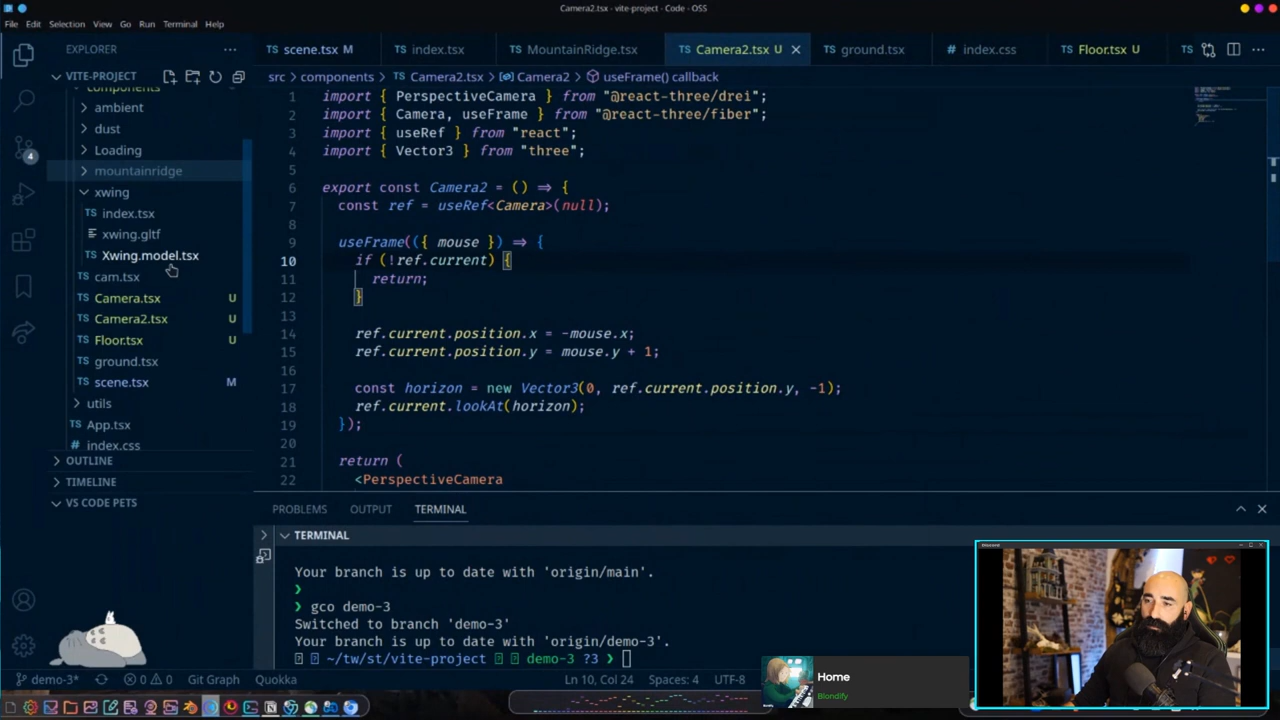 Camera2.tsx - vite-project - Code - OSS
File Edit Selection View Go Run Terminal Help
EXPLORER
VITE-PROJECT
components
ambient
dust
Loading
mountainridge
xwing
index.tsx
xwing.gltf
Xwing.model.tsx
cam.tsx
Camera.tsx U
Camera2.tsx U
Floor.tsx U
ground.tsx
scene.tsx M
utils
App.tsx
index.css
OUTLINE
TIMELINE
VS CODE PETS
4
scene.tsx M index.tsx MountainRidge.tsx Camera2.tsx U ground.tsx index.css Floor.tsx U TS
src > components > Camera2.tsx > Camera2 > useFrame() callback
1 import { PerspectiveCamera } from "@react-three/drei";
2 import { Camera, useFrame } from "@react-three/fiber";
3 import { useRef } from "react";
4 import { Vector3 } from "three";
5
6 export const Camera2 = () => {
7 const ref = useRef<Camera>(null);
8
9 useFrame(({ mouse }) => {
10 if (!ref.current) {
11 return;
12 }
13
14 ref.current.position.x = -mouse.x;
15 ref.current.position.y = mouse.y + 1;
16
17 const horizon = new Vector3(0, ref.current.position.y, -1);
18 ref.current.lookAt(horizon);
19 });
20
21 return (
22 <PerspectiveCamera
PROBLEMS OUTPUT TERMINAL
TERMINAL
Your branch is up to date with 'origin/main'.
❯
❯ gco demo-3
Switched to branch 'demo-3'
Your branch is up to date with 'origin/demo-3'.
~/tw/st/vite-project demo-3 ?3 ❯
demo-3* 0 0 Git Graph Quokka Ln 10, Col 24 Spaces: 4 UTF-8
Home
Blondify
Discord